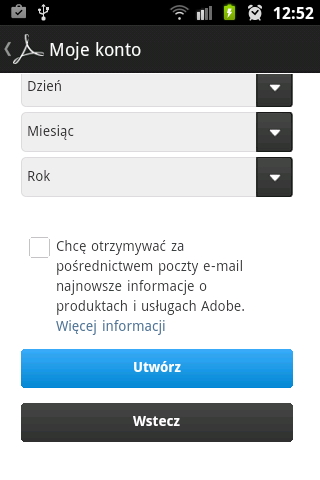 12:52
Moje konto
Dzień
Miesiąc
Rok
Chcę otrzymywać za
pośrednictwem poczty e-mail
najnowsze informacje o
produktach i usługach Adobe.
Więcej informacji
Utwórz
Wstecz